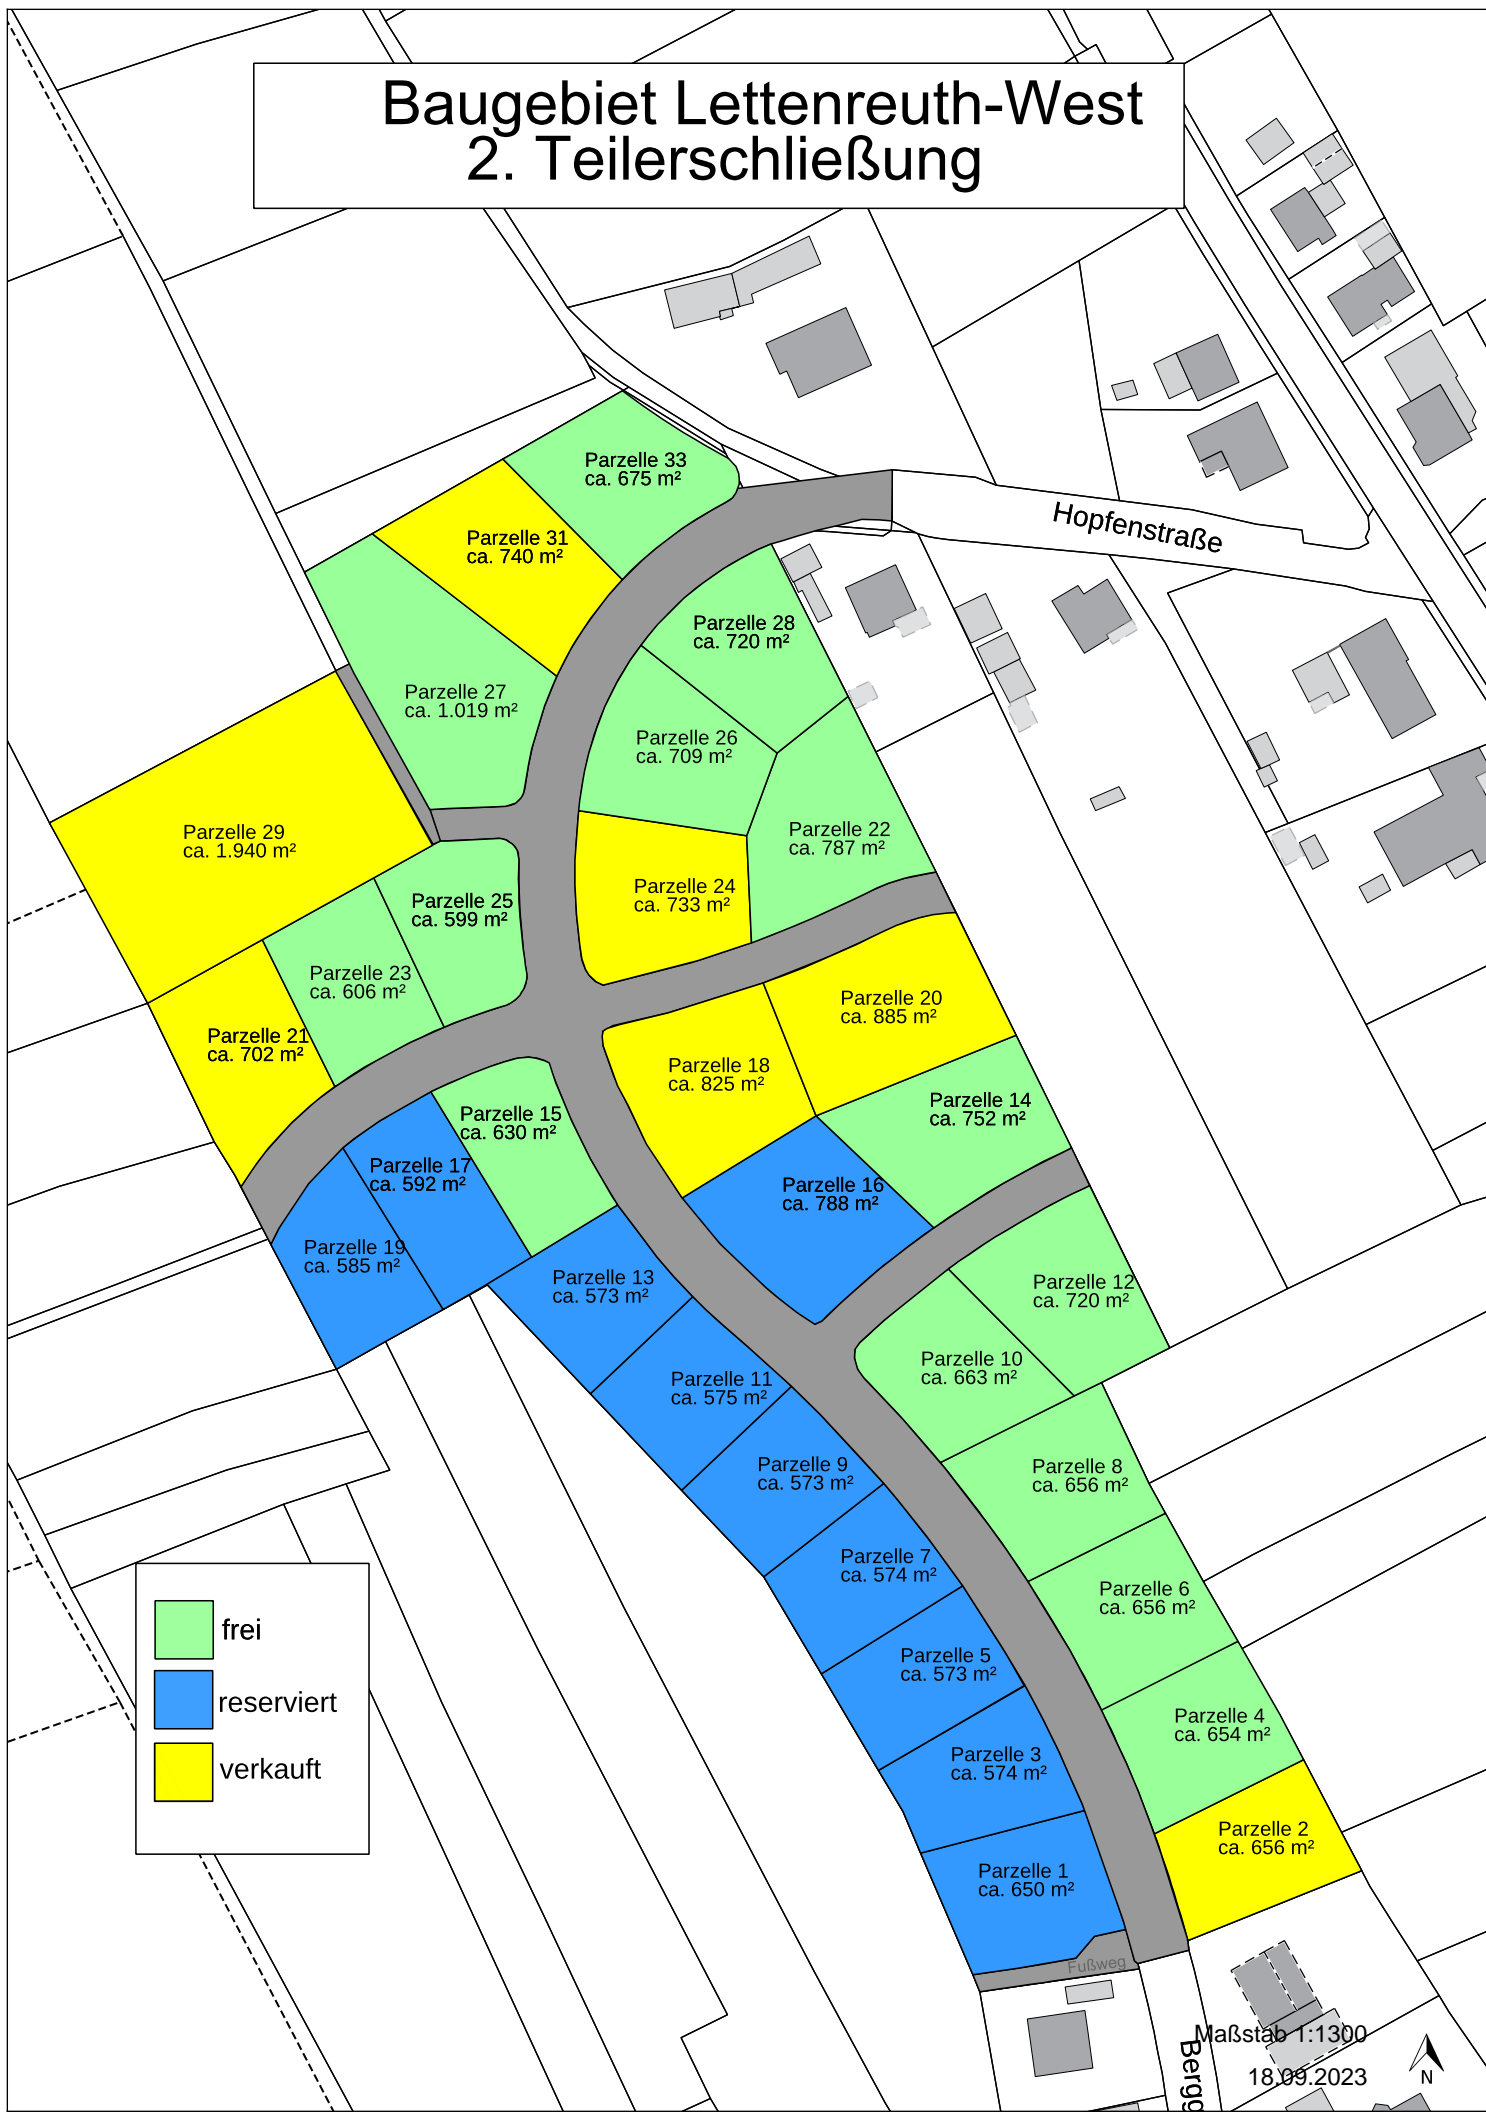 Baugebiet Lettenreuth-West
2. Teilerschließung
Parzelle 33
ca. 675 m²
Parzelle 31
ca. 740 m²
Hopfenstraße
Parzelle 28
ca. 720 m²
Parzelle 27
ca. 1.019 m²
Parzelle 26
ca. 709 m²
Parzelle 29
ca. 1.940 m²
Parzelle 22
ca. 787 m²
Parzelle 24
ca. 733 m²
Parzelle 25
ca. 599 m²
Parzelle 23
ca. 606 m²
Parzelle 20
ca. 885 m²
Parzelle 21
ca. 702 m²
Parzelle 18
ca. 825 m²
Parzelle 14
ca. 752 m²
Parzelle 15
ca. 630 m²
Parzelle 17
ca. 592 m²
Parzelle 16
ca. 788 m²
Parzelle 19
ca. 585 m²
Parzelle 13
ca. 573 m²
Parzelle 12
ca. 720 m²
Parzelle 10
ca. 663 m²
Parzelle 11
ca. 575 m²
Parzelle 9
ca. 573 m²
Parzelle 8
ca. 656 m²
Parzelle 7
ca. 574 m²
Parzelle 6
ca. 656 m²
Parzelle 5
ca. 573 m²
Parzelle 4
ca. 654 m²
Parzelle 3
ca. 574 m²
Parzelle 2
ca. 656 m²
Parzelle 1
ca. 650 m²
frei
reserviert
verkauft
Fußweg
Bergg
Maßstab 1:1300
18.09.2023
N